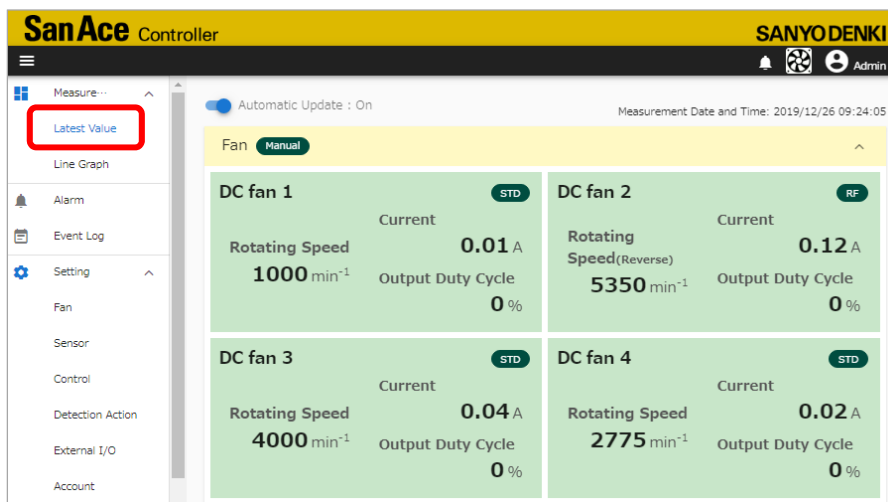 San Ace Controller
SANYO DENKI
Admin
Measure···
Latest Value
Line Graph
Alarm
Event Log
Setting
Fan
Sensor
Control
Detection Action
External I/O
Account
Automatic Update : On
Measurement Date and Time: 2019/12/26 09:24:05
Fan Manual
DC fan 1 STD
Rotating Speed
1000 min⁻¹
Current
0.01 A
Output Duty Cycle
0 %
DC fan 2 RF
Rotating
Speed(Reverse)
5350 min⁻¹
Current
0.12 A
Output Duty Cycle
0 %
DC fan 3 STD
Rotating Speed
4000 min⁻¹
Current
0.04 A
Output Duty Cycle
0 %
DC fan 4 STD
Rotating Speed
2775 min⁻¹
Current
0.02 A
Output Duty Cycle
0 %